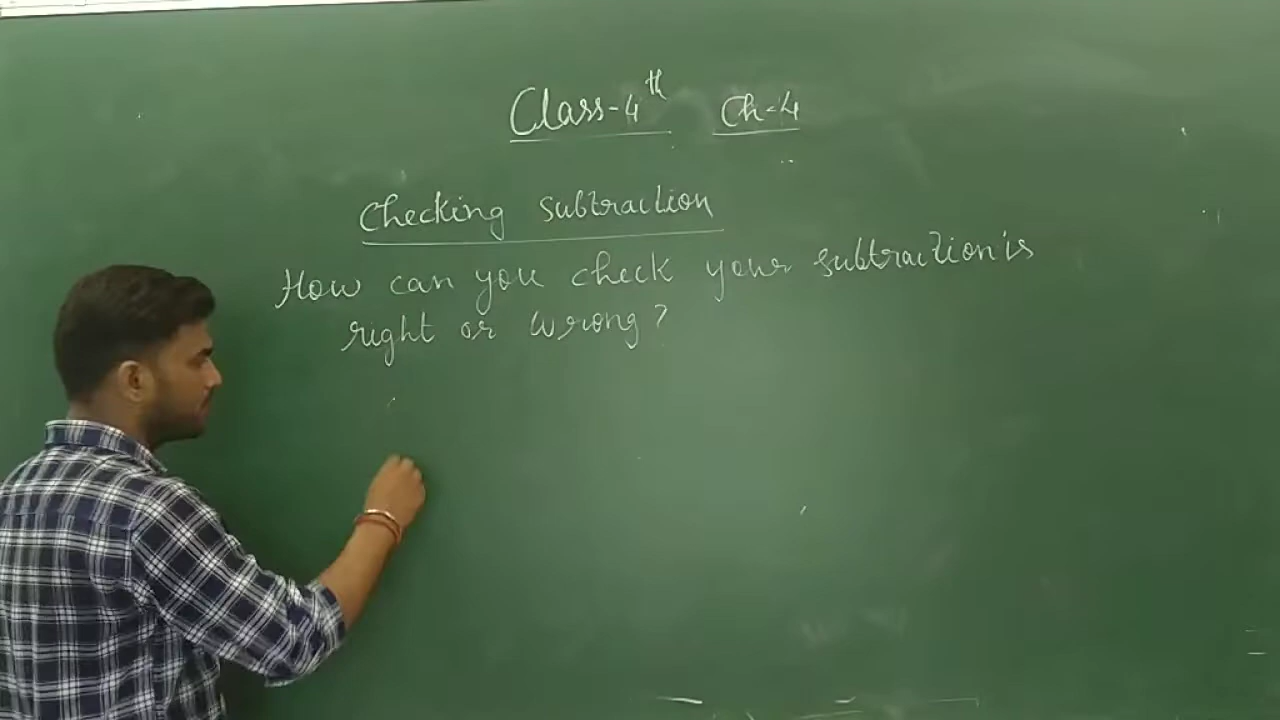 Class-4th Ch-4
Checking Subtraction
How can you check your subtraction is
right or wrong?